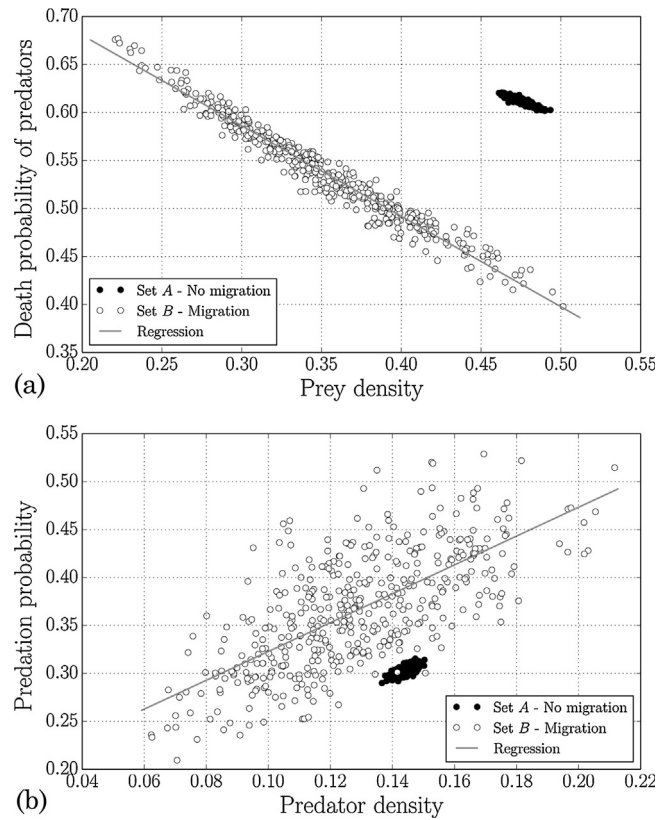 0.70
0.65
0.60
0.55
0.50
0.45
0.40
0.35
Death probability of predators
Set A - No migration
Set B - Migration
Regression
0.20 0.25 0.30 0.35 0.40 0.45 0.50 0.55
(a)
Prey density
0.55
0.50
0.45
0.40
0.35
0.30
0.25
0.20
Predation probability
Set A - No migration
Set B - Migration
Regression
0.04 0.06 0.08 0.10 0.12 0.14 0.16 0.18 0.20 0.22
(b)
Predator density